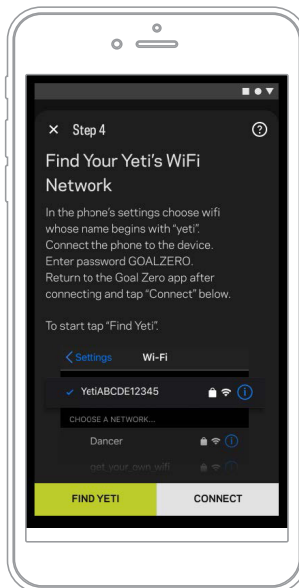 Step 4
Find Your Yeti's WiFi
Network
In the phone's settings choose wifi
whose name begins with "yeti".
Connect the phone to the device.
Enter password GOALZERO.
Return to the Goal Zero app after
connecting and tap "Connect" below.
To start tap "Find Yeti".
Settings Wi-Fi
YetiABCDE12345
CHOOSE A NETWORK...
Dancer
get_your_own_wifi
FIND YETI CONNECT